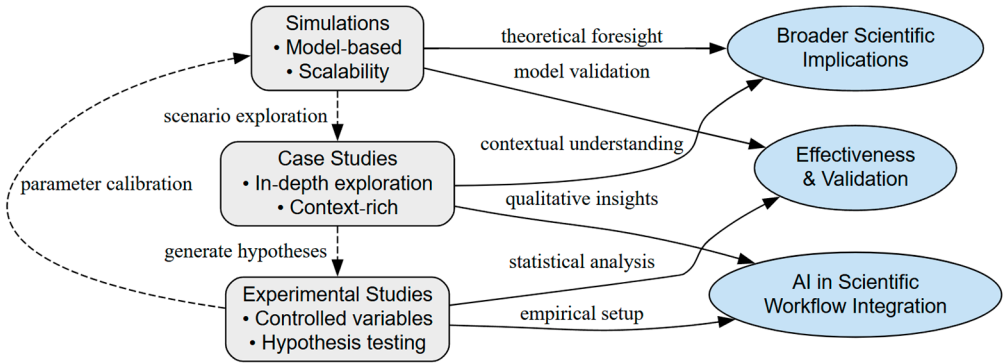 Simulations
• Model-based
• Scalability
theoretical foresight
Broader Scientific
Implications
model validation
scenario exploration
Case Studies
• In-depth exploration
• Context-rich
contextual understanding
Effectiveness
& Validation
parameter calibration
qualitative insights
generate hypotheses
statistical analysis
Experimental Studies
• Controlled variables
• Hypothesis testing
empirical setup
AI in Scientific
Workflow Integration